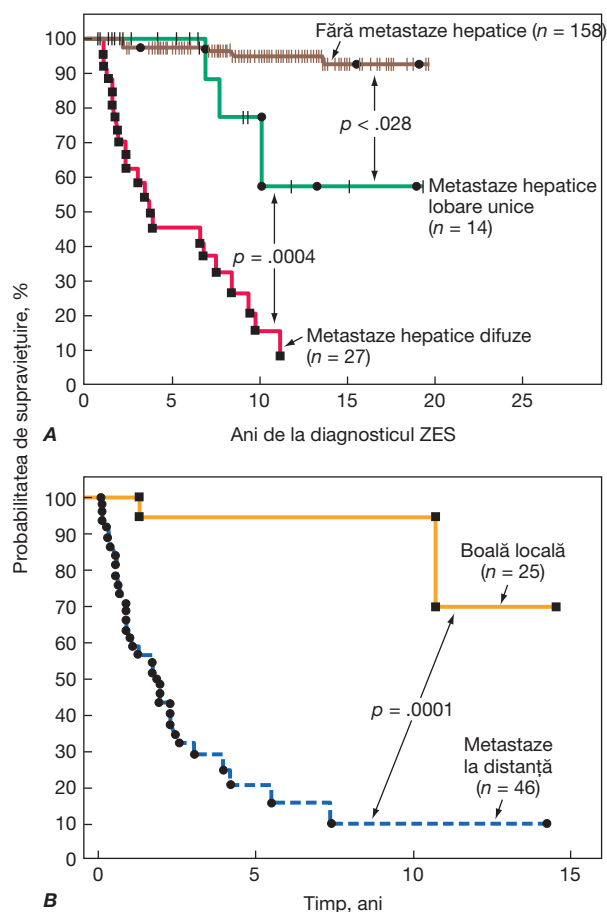 Probabilitatea de supraviețuire, %
100
90
80
70
60
50
40
30
20
10
0
Fără metastaze hepatice (n = 158)
p < .028
Metastaze hepatice
lobare unice
(n = 14)
p = .0004
Metastaze hepatice difuze
(n = 27)
0
5
10
15
20
25
A
Ani de la diagnosticul ZES
100
90
80
70
60
50
40
30
20
10
0
Boală locală
(n = 25)
p = .0001
Metastaze
la distanță
(n = 46)
0
5
10
15
B
Timp, ani